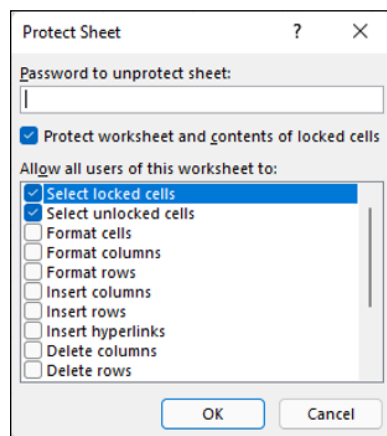 Protect Sheet ?
Password to unprotect sheet:
Protect worksheet and contents of locked cells
Allow all users of this worksheet to:
Select locked cells
Select unlocked cells
Format cells
Format columns
Format rows
Insert columns
Insert rows
Insert hyperlinks
Delete columns
Delete rows
OK Cancel